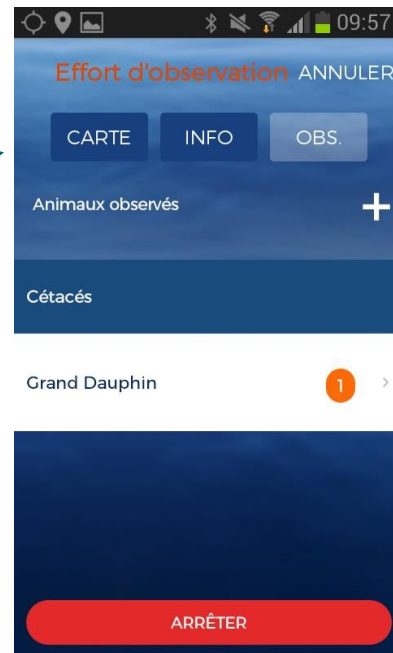 09:57
Effort d'observation ANNULER
CARTE INFO OBS.
Animaux observés +
Cétacés
Grand Dauphin 1 >
ARRÊTER